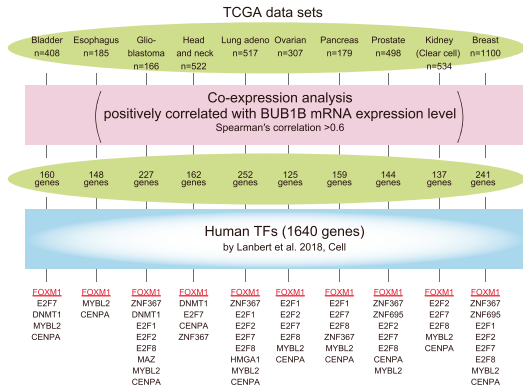 TCGA data sets
Bladder Esophagus Glio- Head Lung adeno Ovarian Pancreas Prostate Kidney Breast
n=408 n=185 blastoma and neck n=517 n=307 n=179 n=498 (Clear cell) n=1100
n=166 n=522 n=534
Co-expression analysis
positively correlated with BUB1B mRNA expression level
Spearman's correlation >0.6
160 148 227 162 252 125 159 144 137 241
genes genes genes genes genes genes genes genes genes genes
Human TFs (1640 genes)
by Lanbert et al. 2018, Cell
FOXM1 FOXM1 FOXM1 FOXM1 FOXM1 FOXM1 FOXM1 FOXM1 FOXM1 FOXM1
E2F7 MYBL2 ZNF367 DNMT1 ZNF367 E2F1 E2F1 ZNF367 E2F2 ZNF367
DNMT1 CENPA DNMT1 E2F7 E2F1 E2F2 E2F7 ZNF695 E2F7 ZNF695
MYBL2 E2F1 CENPA E2F2 E2F7 E2F8 E2F1 E2F8 E2F1
CENPA E2F2 ZNF367 E2F7 E2F8 ZNF367 E2F7 MYBL2 E2F2
E2F8 E2F8 MYBL2 MYBL2 E2F8 CENPA E2F7
MAZ HMGA1 CENPA CENPA CENPA E2F8
MYBL2 MYBL2 MYBL2 MYBL2
CENPA CENPA CENPA